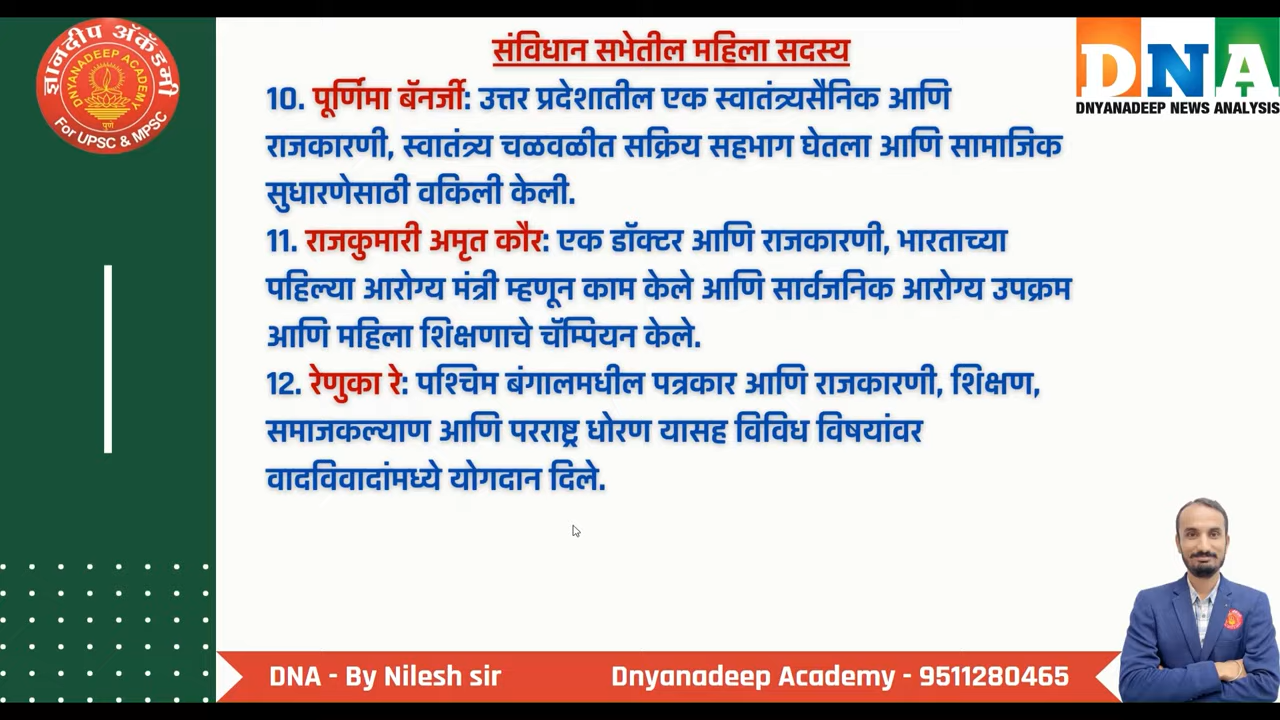 ज्ञानदीप अॅकॅडमी
DNYANADEEP ACADEMY
पुणे
For UPSC & MPSC
संविधान सभेतील महिला सदस्य
DNA
DNYANADEEP NEWS ANALYSIS
10. पूर्णिमा बॅनर्जी: उत्तर प्रदेशातील एक स्वातंत्र्यसैनिक आणि
राजकारणी, स्वातंत्र्य चळवळीत सक्रिय सहभाग घेतला आणि सामाजिक
सुधारणेसाठी वकिली केली.
11. राजकुमारी अमृत कौर: एक डॉक्टर आणि राजकारणी, भारताच्या
पहिल्या आरोग्य मंत्री म्हणून काम केले आणि सार्वजनिक आरोग्य उपक्रम
आणि महिला शिक्षणाचे चॅम्पियन केले.
12. रेणुका रे: पश्चिम बंगालमधील पत्रकार आणि राजकारणी, शिक्षण,
समाजकल्याण आणि परराष्ट्र धोरण यासह विविध विषयांवर
वादविवादांमध्ये योगदान दिले.
DNA - By Nilesh sir
Dnyanadeep Academy - 9511280465